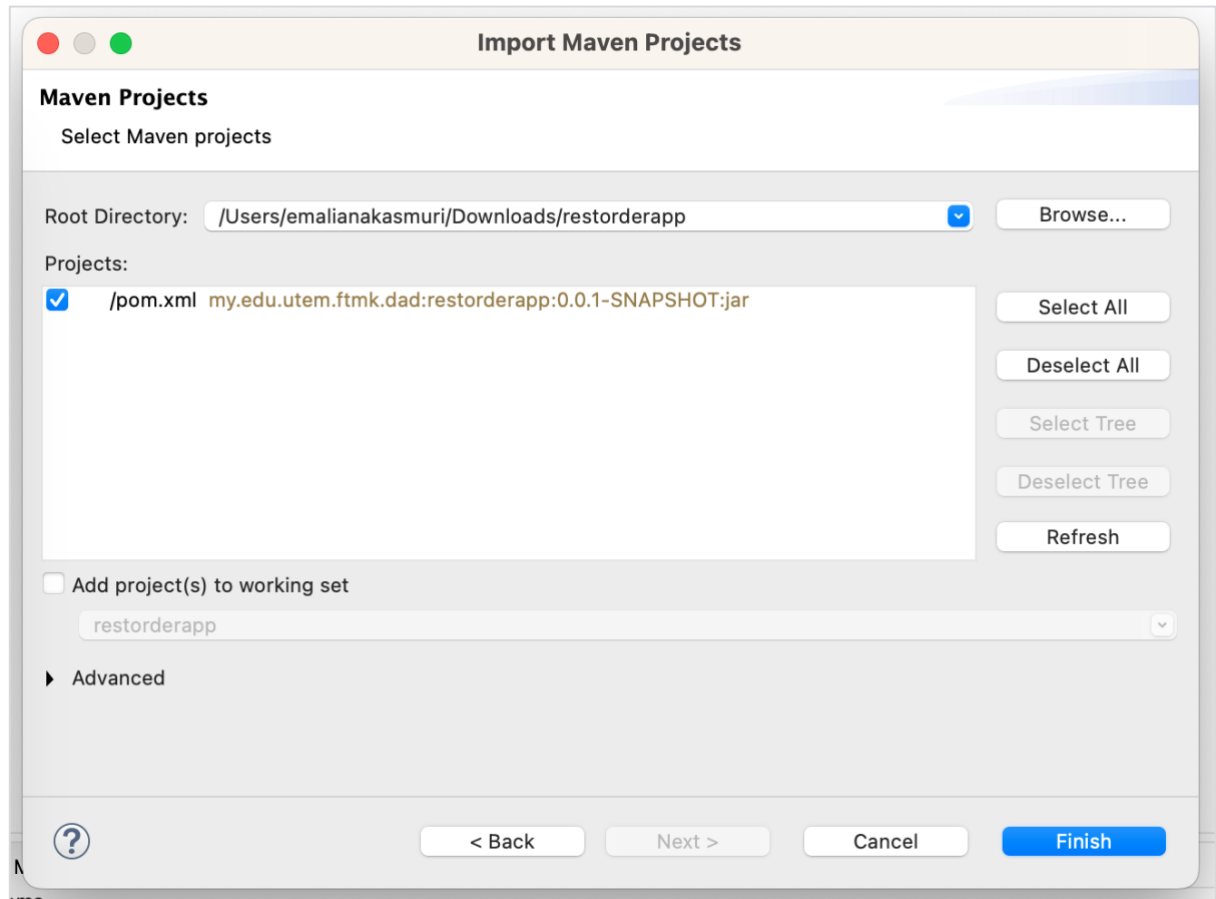 Import Maven Projects
Maven Projects
Select Maven projects
Root Directory: /Users/emalianakasmuri/Downloads/restorderapp Browse...
Projects:
/pom.xml my.edu.utem.ftmk.dad:restorderapp:0.0.1-SNAPSHOT:jar
Select All
Deselect All
Select Tree
Deselect Tree
Refresh
Add project(s) to working set
restorderapp
Advanced
? < Back Next > Cancel Finish